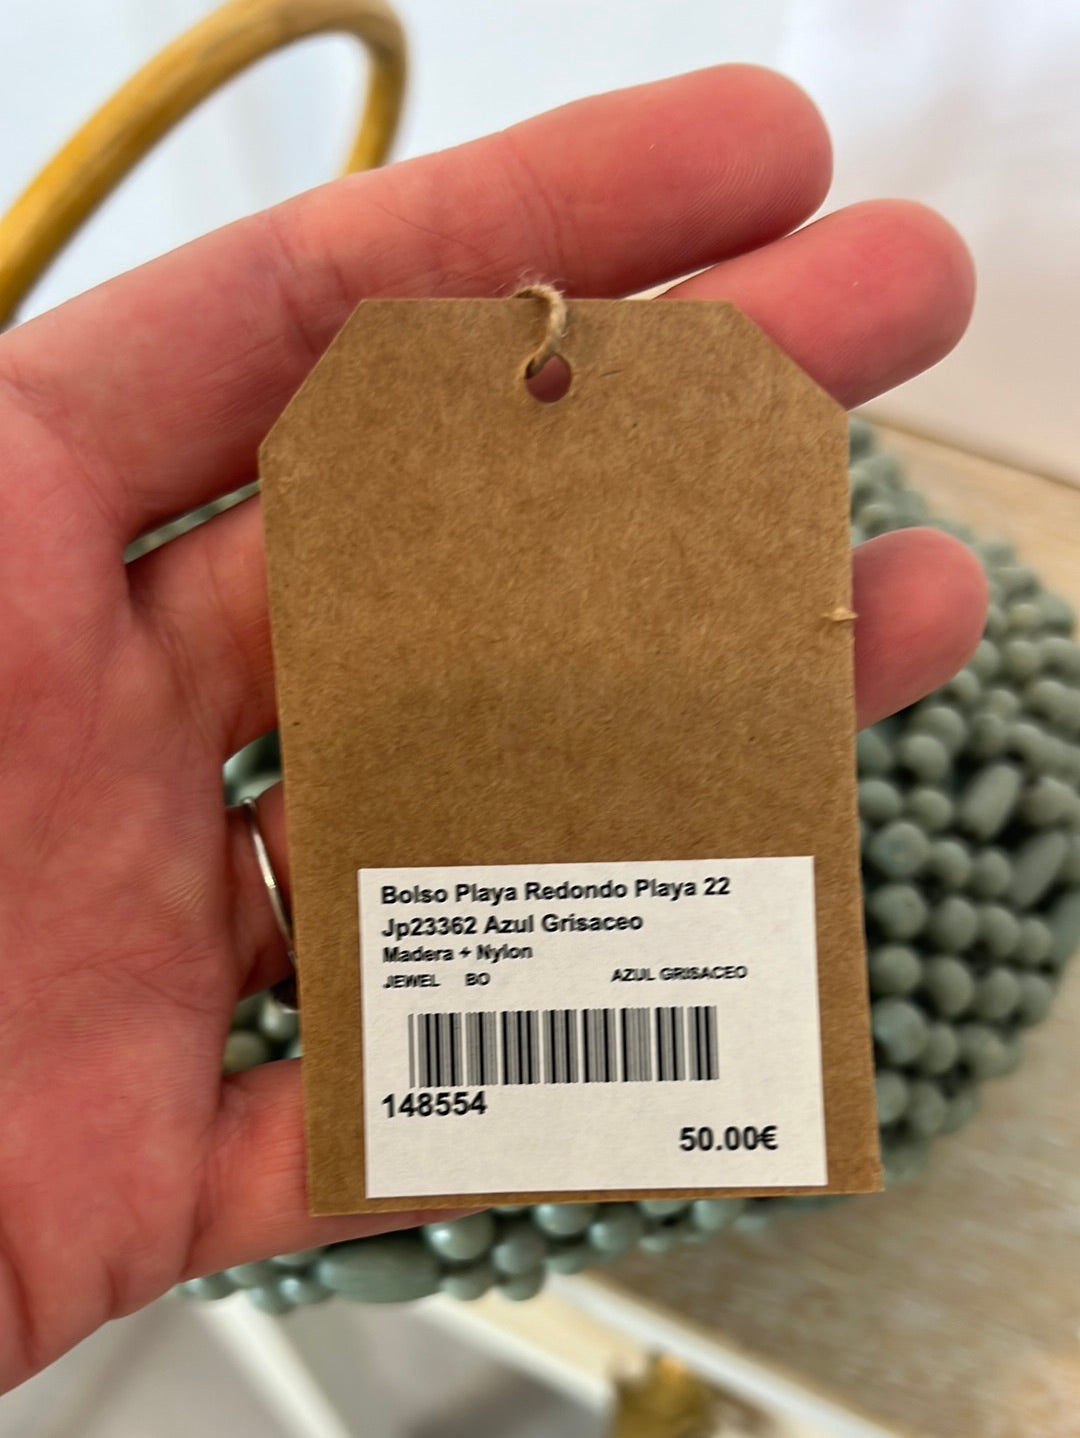 Bolso Playa Redondo Playa 22
Jp23362 Azul Grisaceo
Madera + Nylon
JEWEL BO AZUL GRISACEO
148554
50.00€